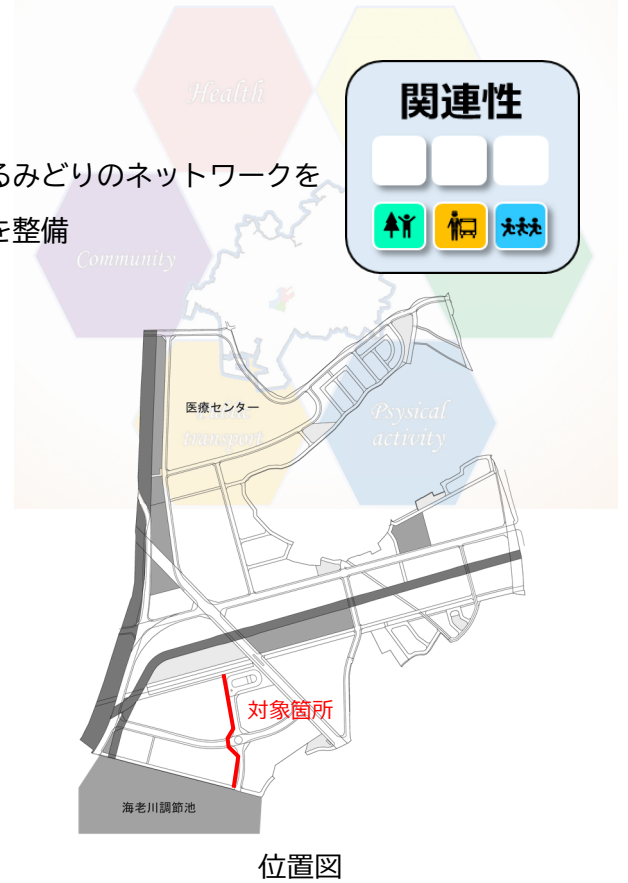 Health
関連性
るみどりのネットワークを
を整備
Community
医療センター
transport
Psysical
activity
対象箇所
海老川調節池
位置図